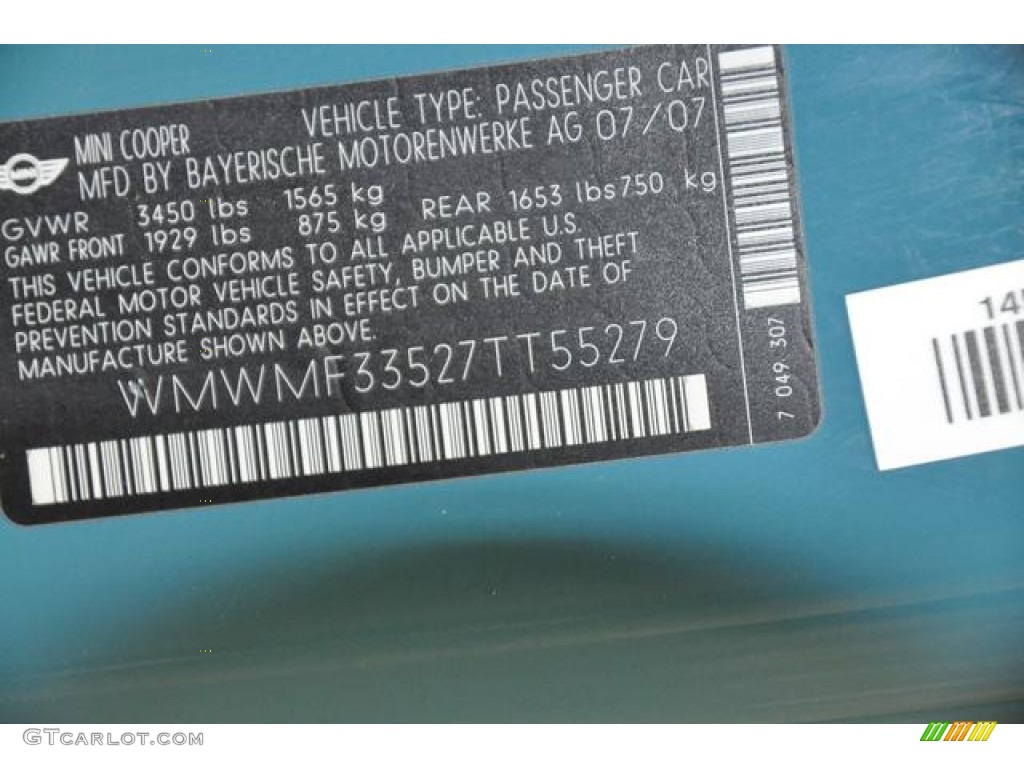 MINI COOPER VEHICLE TYPE: PASSENGER CAR
MINI
MFD BY BAYERISCHE MOTORENWERKE AG 07/07
GVWR 3450 lbs 1565 kg
GAWR FRONT 1929 lbs 875 kg REAR 1653 lbs 750 kg
THIS VEHICLE CONFORMS TO ALL APPLICABLE U.S.
FEDERAL MOTOR VEHICLE SAFETY, BUMPER AND THEFT
PREVENTION STANDARDS IN EFFECT ON THE DATE OF
MANUFACTURE SHOWN ABOVE.
WMWMF33527TT55279
7 049 307
GTCARLOT.COM